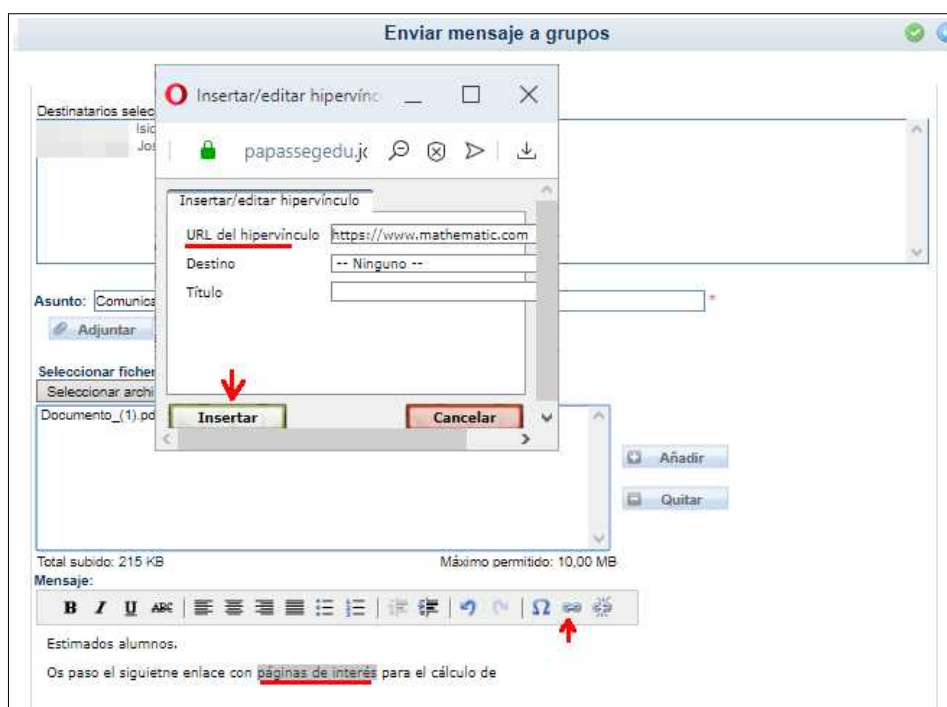 Enviar mensaje a grupos
Insertar/editar hipervínc
papassegedu.jc
Destinatarios selec
Isic
Jos
Insertar/editar hipervínculo
URL del hipervínculo https://www.mathematic.com
Destino -- Ninguno --
Título
Insertar Cancelar
Asunto: Comunica *
Adjuntar
Seleccionar ficher
Seleccionar archi
Documento_(1).pd
Añadir
Quitar
Total subido: 215 KB Máximo permitido: 10,00 MB
Mensaje:
B I U ABC Ω
Estimados alumnos.
Os paso el siguietne enlace con páginas de interés para el cálculo de